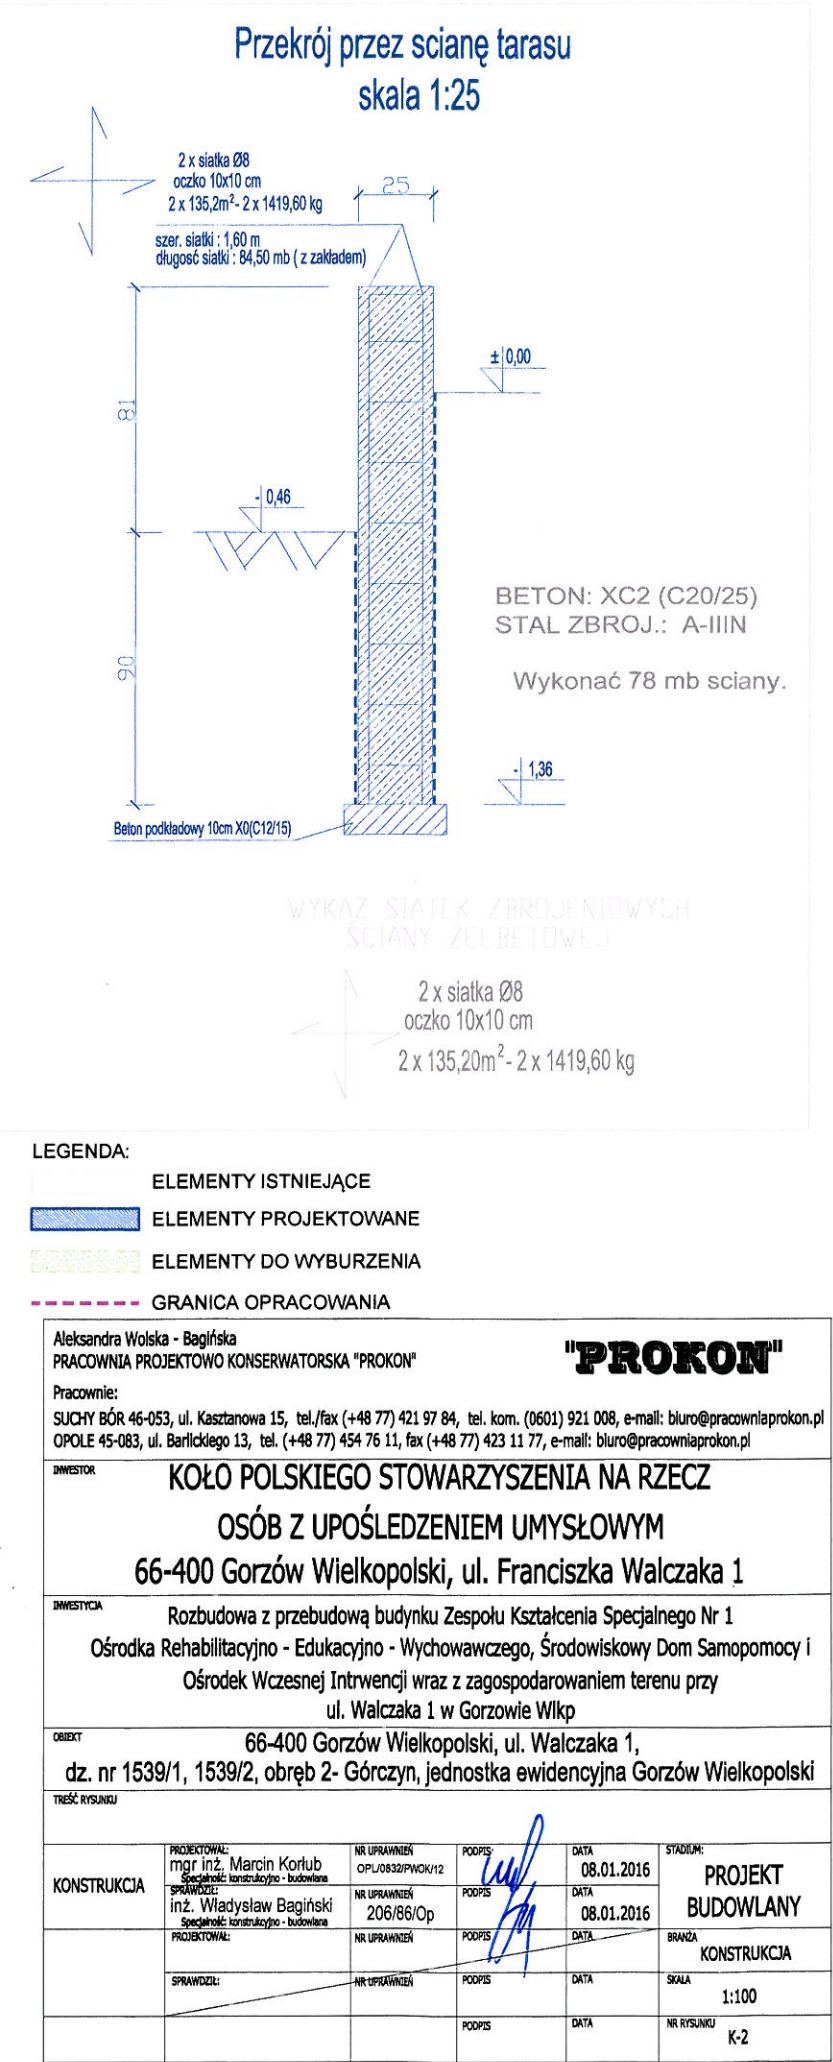 Przekrój przez scianę tarasu
skala 1:25
2 x siatka Ø8
oczko 10x10 cm
2 x 135,2m²- 2 x 1419,60 kg
szer. siatki : 1,60 m
długosć siatki : 84,50 mb ( z zakładem)
25
± 0,00
81
- 0,46
BETON: XC2 (C20/25)
STAL ZBROJ.: A-IIIN
90
Wykonać 78 mb sciany.
- 1,36
Beton podkładowy 10cm X0(C12/15)
WYKAZ SIATEK ZBROJENIOWYCH
ŚCIANY ŻELBETOWEJ
2 x siatka Ø8
oczko 10x10 cm
2 x 135,20m²- 2 x 1419,60 kg
LEGENDA:
ELEMENTY ISTNIEJĄCE
ELEMENTY PROJEKTOWANE
ELEMENTY DO WYBURZENIA
GRANICA OPRACOWANIA
Aleksandra Wolska - Bagińska
PRACOWNIA PROJEKTOWO KONSERWATORSKA "PROKON"
"PROKON"
Pracownie:
SUCHY BÓR 46-053, ul. Kasztanowa 15, tel./fax (+48 77) 421 97 84, tel. kom. (0601) 921 008, e-mail: biuro@pracowniaprokon.pl
OPOLE 45-083, ul. Barlickiego 13, tel. (+48 77) 454 76 11, fax (+48 77) 423 11 77, e-mail: biuro@pracowniaprokon.pl
INWESTOR
KOŁO POLSKIEGO STOWARZYSZENIA NA RZECZ
OSÓB Z UPOŚLEDZENIEM UMYSŁOWYM
66-400 Gorzów Wielkopolski, ul. Franciszka Walczaka 1
INWESTYCJA
Rozbudowa z przebudową budynku Zespołu Kształcenia Specjalnego Nr 1
Ośrodka Rehabilitacyjno - Edukacyjno - Wychowawczego, Środowiskowy Dom Samopomocy i
Ośrodek Wczesnej Intrwencji wraz z zagospodarowaniem terenu przy
ul. Walczaka 1 w Gorzowie Wlkp
OBIEKT
66-400 Gorzów Wielkopolski, ul. Walczaka 1,
dz. nr 1539/1, 1539/2, obręb 2- Górczyn, jednostka ewidencyjna Gorzów Wielkopolski
TREŚĆ RYSUNKU
KONSTRUKCJA
PROJEKTOWAŁ:
mgr inż. Marcin Korłub
Specjalność: konstrukcyjno - budowlana
NR UPRAWNIEŃ
OPL/0832/PWOK/12
PODPIS
DATA
08.01.2016
STADIUM:
PROJEKT
BUDOWLANY
SPRAWDZIŁ:
inż. Władysław Bagiński
Specjalność: konstrukcyjno - budowlana
NR UPRAWNIEŃ
206/86/Op
PODPIS
DATA
08.01.2016
PROJEKTOWAŁ:
NR UPRAWNIEŃ
PODPIS
DATA
BRANŻA
KONSTRUKCJA
SPRAWDZIŁ:
NR UPRAWNIEŃ
PODPIS
DATA
SKALA
1:100
PODPIS
DATA
NR RYSUNKU
K-2